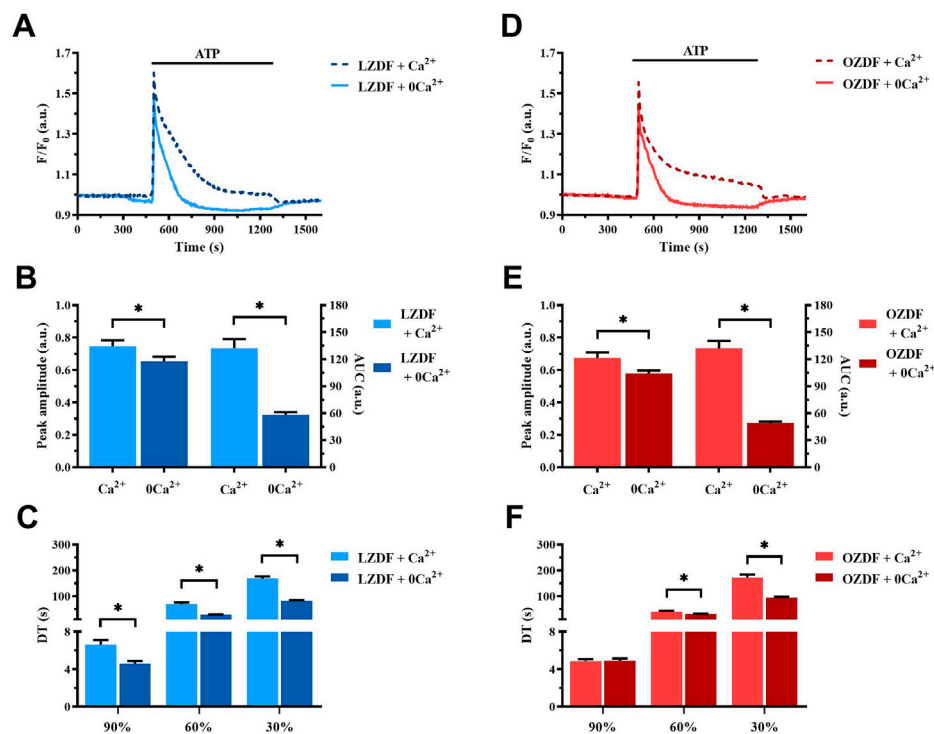 A
ATP
1.7
1.5
1.3
1.1
0.9
F/F0 (a.u.)
0 300 600 900 1200 1500
Time (s)
LZDF + Ca²⁺
LZDF + 0Ca²⁺
D
ATP
1.7
1.5
1.3
1.1
0.9
F/F0 (a.u.)
0 300 600 900 1200 1500
Time (s)
OZDF + Ca²⁺
OZDF + 0Ca²⁺
B
1.0
0.8
0.6
0.4
0.2
0.0
Peak amplitude (a.u.)
* *
180
150
120
90
60
30
0
AUC (a.u.)
Ca²⁺ 0Ca²⁺ Ca²⁺ 0Ca²⁺
LZDF
+ Ca²⁺
LZDF
+ 0Ca²⁺
E
1.0
0.8
0.6
0.4
0.2
0.0
Peak amplitude (a.u.)
* *
180
150
120
90
60
30
0
AUC (a.u.)
Ca²⁺ 0Ca²⁺ Ca²⁺ 0Ca²⁺
OZDF
+ Ca²⁺
OZDF
+ 0Ca²⁺
C
300
250
200
150
100
50
8
4
0
DT (s)
* * *
90% 60% 30%
LZDF + Ca²⁺
LZDF + 0Ca²⁺
F
300
250
200
150
100
50
8
4
0
DT (s)
* *
90% 60% 30%
OZDF + Ca²⁺
OZDF + 0Ca²⁺